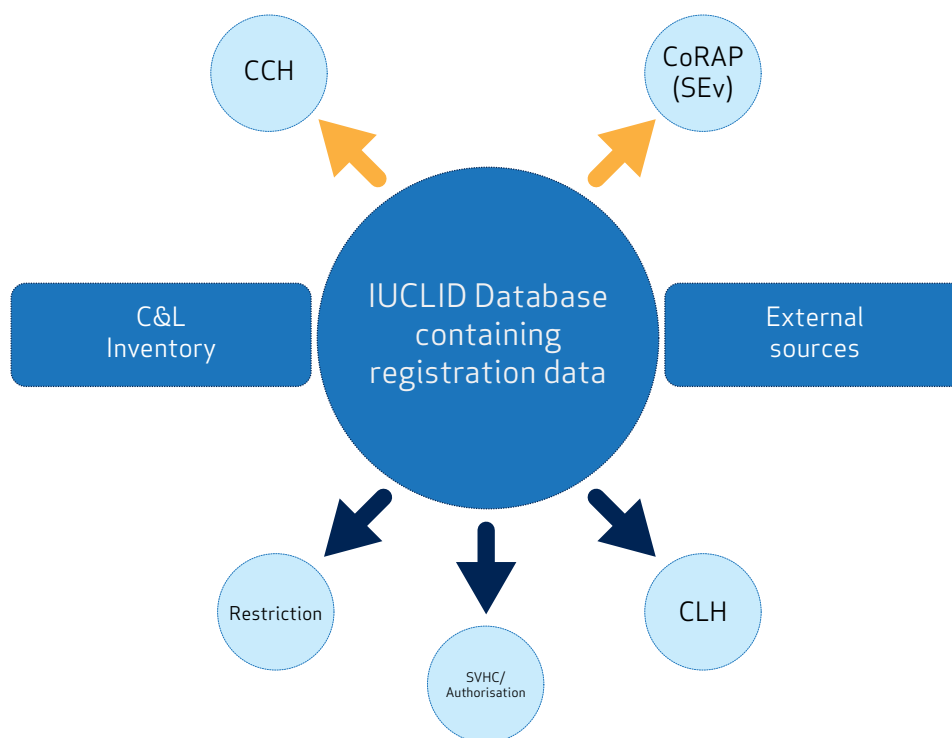 CCH
CoRAP
(SEv)
C&L
Inventory
IUCLID Database
containing
registration data
External
sources
Restriction
SVHC/
Authorisation
CLH